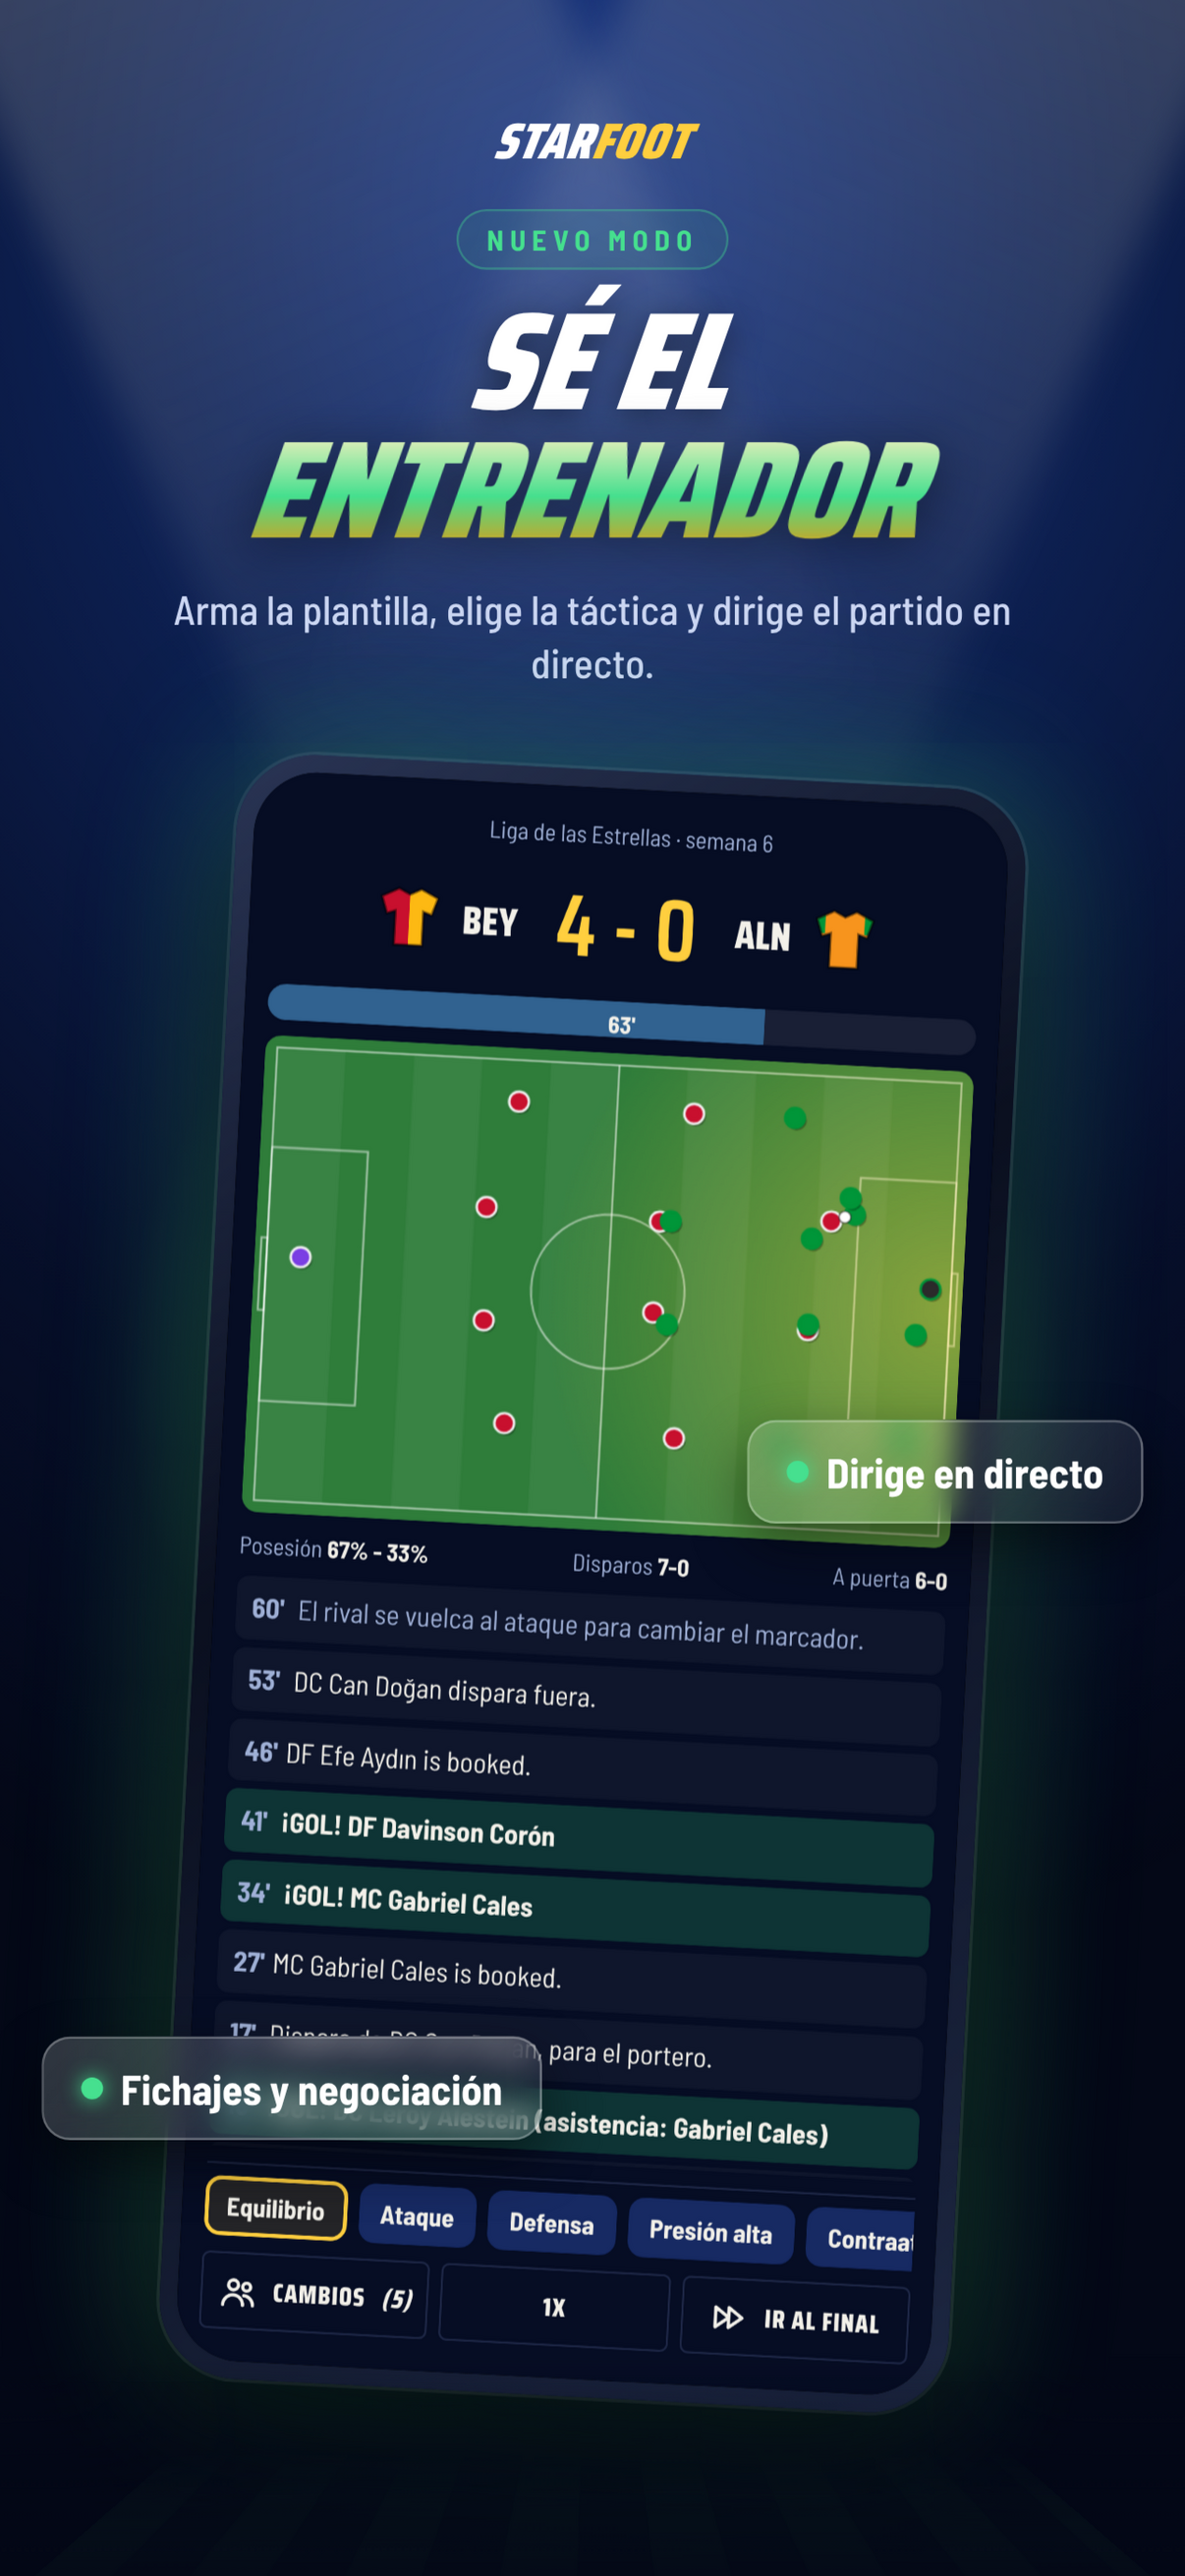 STARFOOT
NUEVO MODO
SÉ EL
ENTRENADOR
Arma la plantilla, elige la táctica y dirige el partido en
directo.
Liga de las Estrellas · semana 6
BEY 4 - 0 ALN
63'
Dirige en directo
Posesión 67% - 33% Disparos 7-0 A puerta 6-0
60' El rival se vuelca al ataque para cambiar el marcador.
53' DC Can Doğan dispara fuera.
46' DF Efe Aydın is booked.
41' ¡GOL! DF Davinson Corón
34' ¡GOL! MC Gabriel Cales
27' MC Gabriel Cales is booked.
17' para el portero.
Fichajes y negociación
(asistencia: Gabriel Cales)
Equilibrio Ataque Defensa Presión alta
CAMBIOS (5) 1X IR AL FINAL